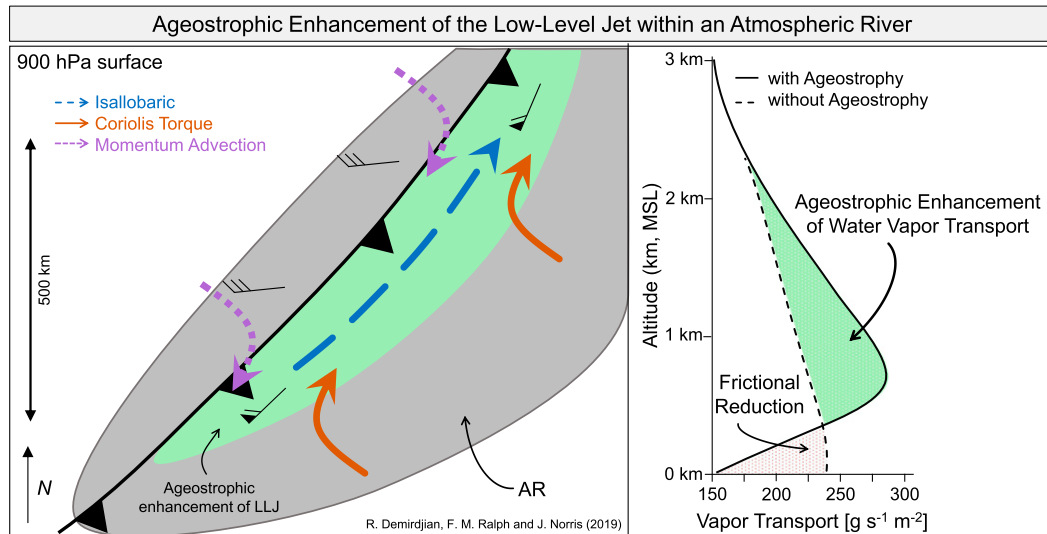 Ageostrophic Enhancement of the Low-Level Jet within an Atmospheric River
900 hPa surface
Isallobaric
Coriolis Torque
Momentum Advection
500 km
N
Ageostrophic
enhancement of LLJ
AR
R. Demirdjian, F. M. Ralph and J. Norris (2019)
3 km
2 km
1 km
0 km
Altitude (km, MSL)
with Ageostrophy
without Ageostrophy
Ageostrophic Enhancement
of Water Vapor Transport
Frictional
Reduction
150 200 250 300
Vapor Transport [g s⁻¹ m⁻²]